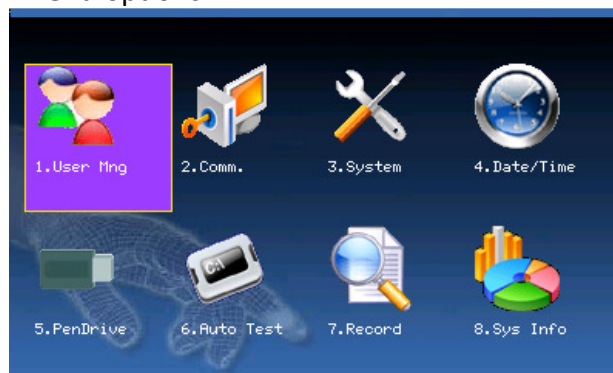 1.User Mng
2.Comm.
3.System
4.Date/Time
5.PenDrive
6.Auto Test
7.Record
8.Sys Info